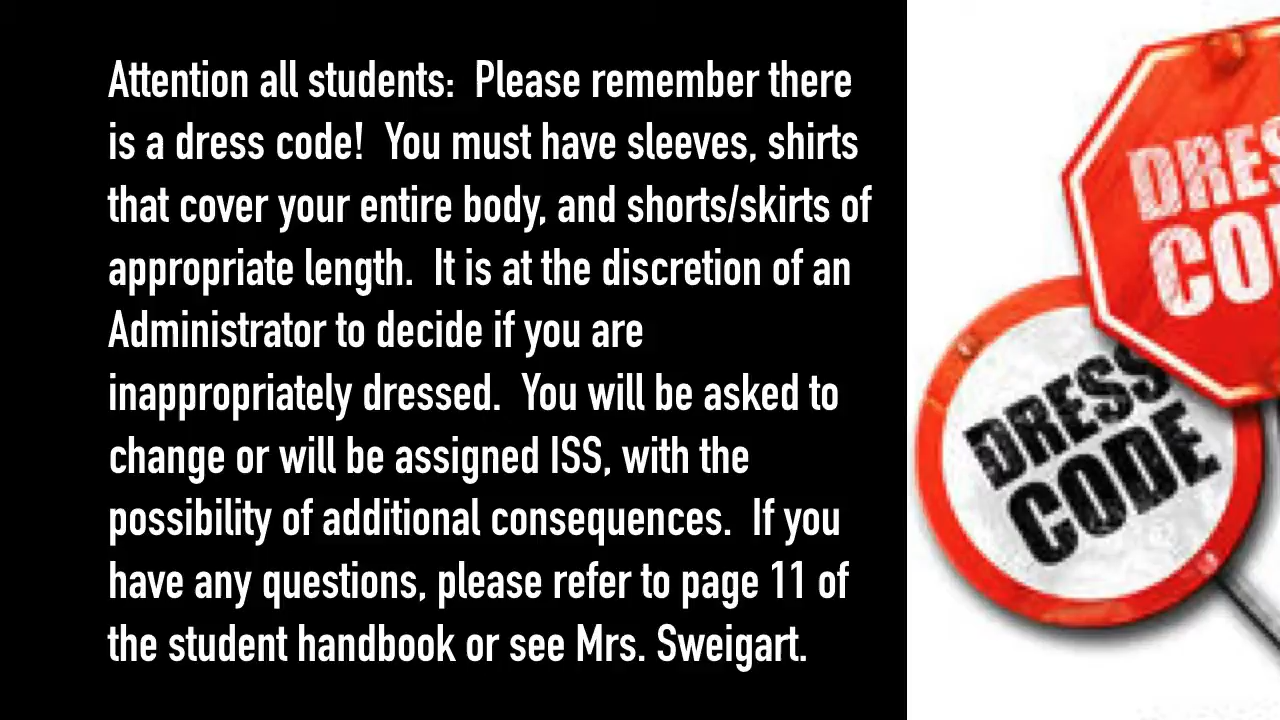 Attention all students:  Please remember there
is a dress code!  You must have sleeves, shirts
that cover your entire body, and shorts/skirts of
appropriate length.  It is at the discretion of an
Administrator to decide if you are
inappropriately dressed.  You will be asked to
change or will be assigned ISS, with the
possibility of additional consequences.  If you
have any questions, please refer to page 11 of
the student handbook or see Mrs. Sweigart.
DRES
CO
DRESS
CODE